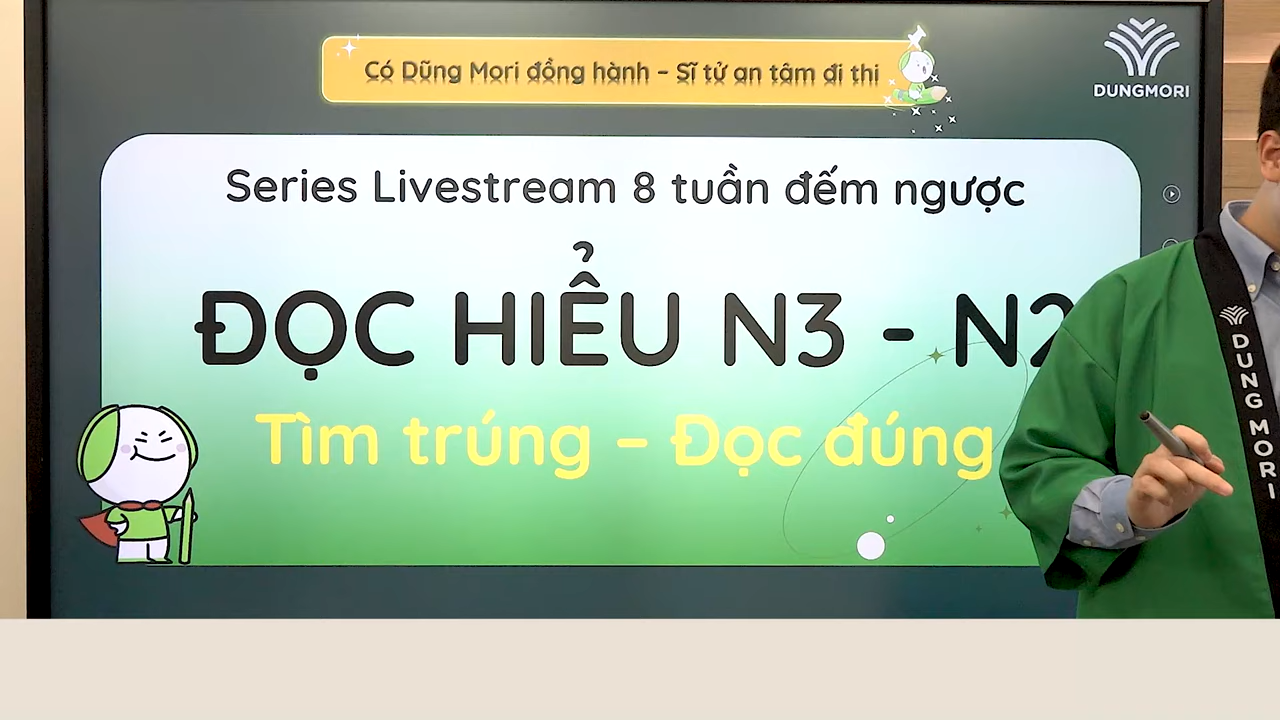 Có Dũng Mori đồng hành - Sĩ tử an tâm đi thi
DUNGMORI
Series Livestream 8 tuần đếm ngược
ĐỌC HIỂU N3 - N2
Tìm trúng - Đọc đúng
DUNG MORI